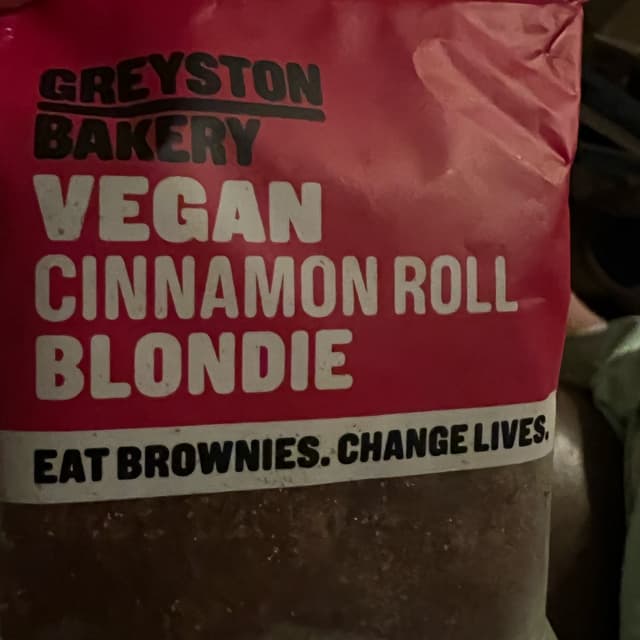 GREYSTON
BAKERY
VEGAN
CINNAMON ROLL
BLONDIE
EAT BROWNIES. CHANGE LIVES.